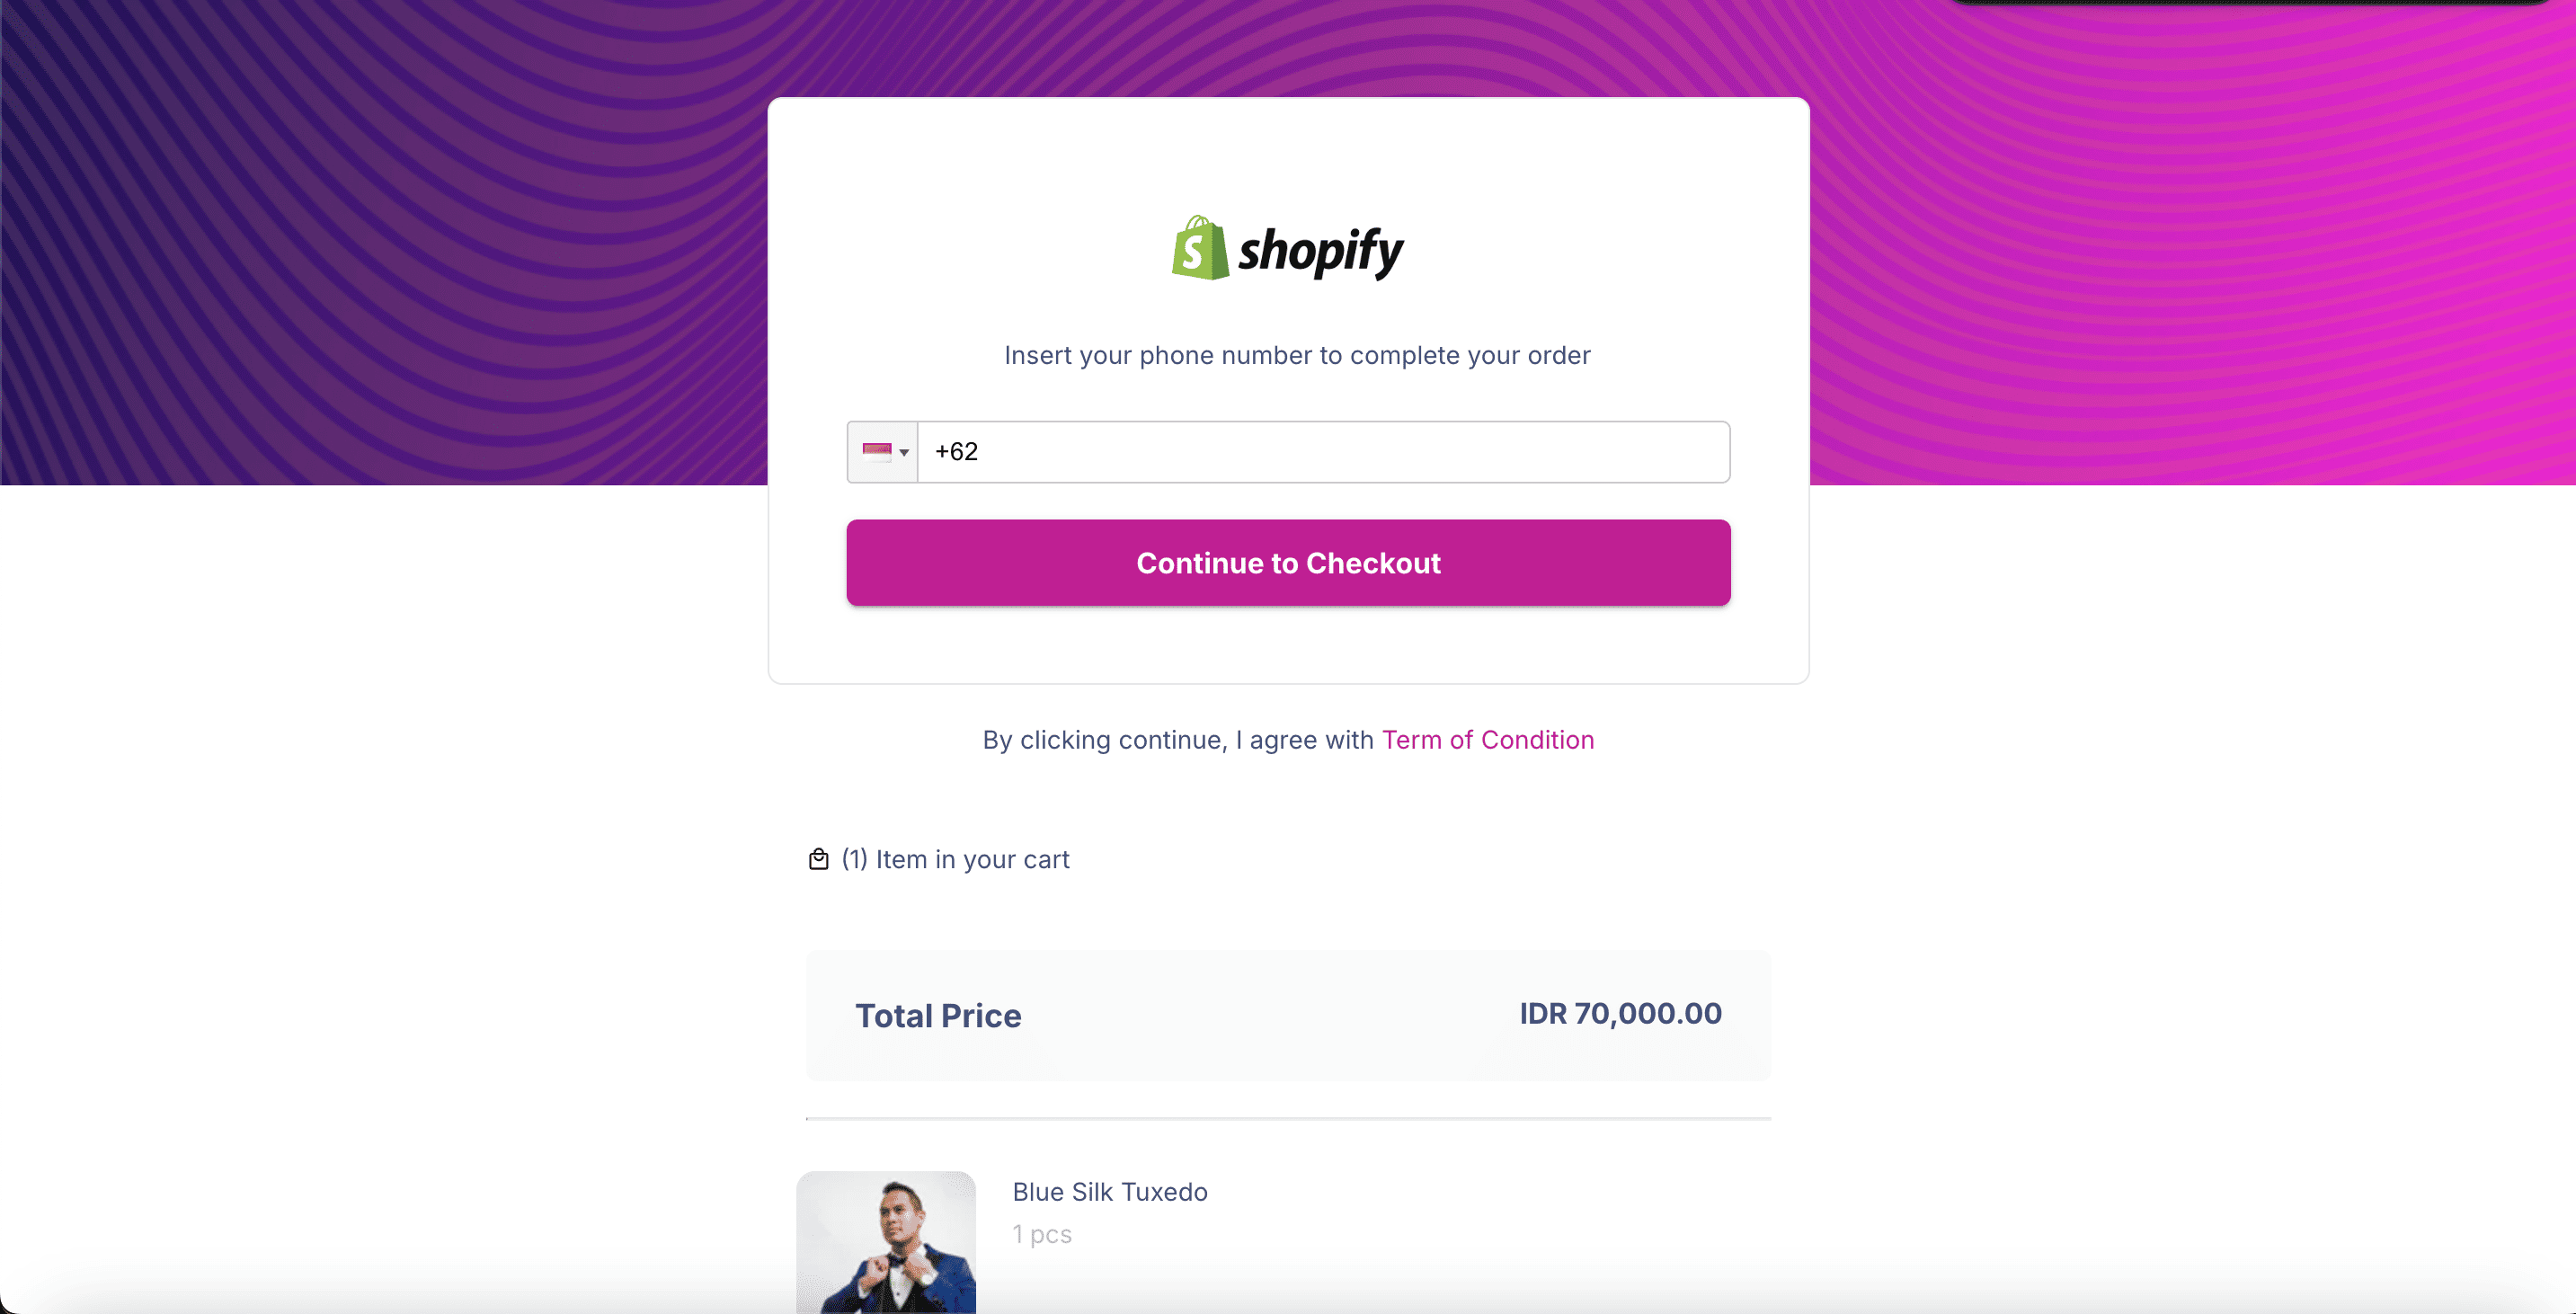 shopify
Insert your phone number to complete your order
+62
Continue to Checkout
By clicking continue, I agree with Term of Condition
(1) Item in your cart
Total Price IDR 70,000.00
Blue Silk Tuxedo
1 pcs